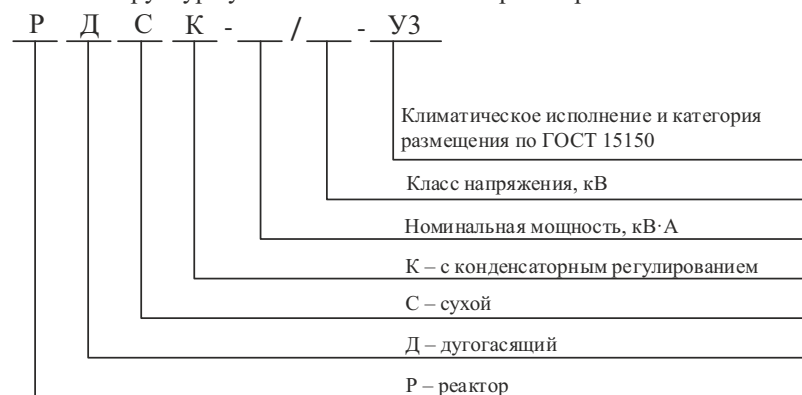 Р Д С К - / - У3
Климатическое исполнение и категория
размещения по ГОСТ 15150
Класс напряжения, кВ
Номинальная мощность, кВ·А
К – с конденсаторным регулированием
С – сухой
Д – дугогасящий
Р – реактор